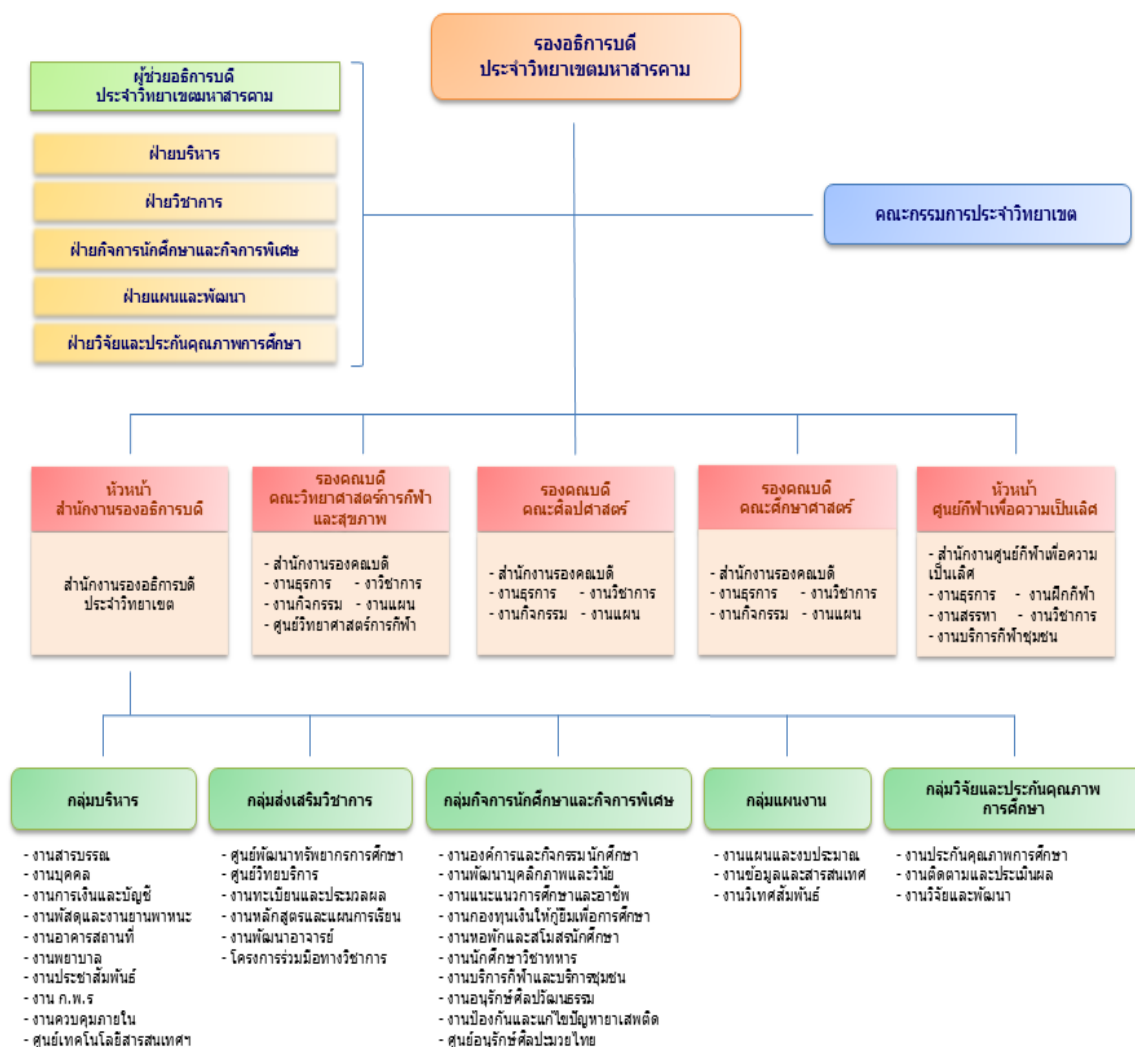 รองอธิการบดี
ประจำวิทยาเขตมหาสารคาม
ผู้ช่วยอธิการบดี
ประจำวิทยาเขตมหาสารคาม
ฝ่ายบริหาร
ฝ่ายวิชาการ
ฝ่ายกิจการนักศึกษาและกิจการพิเศษ
ฝ่ายแผนและพัฒนา
ฝ่ายวิจัยและประกันคุณภาพการศึกษา
คณะกรรมการประจำวิทยาเขต
หัวหน้า
สำนักงานรองอธิการบดี
สำนักงานรองอธิการบดี
ประจำวิทยาเขต
รองคณบดี
คณะวิทยาศาสตร์การกีฬา
และสุขภาพ
- สำนักงานรองคณบดี
- งานธุรการ - งาวิชาการ
- งานกิจกรรม - งานแผน
- ศูนย์วิทยาศาสตร์การกีฬา
รองคณบดี
คณะศิลปศาสตร์
- สำนักงานรองคณบดี
- งานธุรการ - งานวิชาการ
- งานกิจกรรม - งานแผน
รองคณบดี
คณะศึกษาศาสตร์
- สำนักงานรองคณบดี
- งานธุรการ - งานวิชาการ
- งานกิจกรรม - งานแผน
หัวหน้า
ศูนย์กีฬาเพื่อความเป็นเลิศ
- สำนักงานศูนย์กีฬาเพื่อความ
เป็นเลิศ
- งานธุรการ - งานฝึกกีฬา
- งานสรรหา - งานวิชาการ
- งานบริการกีฬาชุมชน
กลุ่มบริหาร
- งานสารบรรณ
- งานบุคคล
- งานการเงินและบัญชี
- งานพัสดุและงานยานพาหนะ
- งานอาคารสถานที่
- งานพยาบาล
- งานประชาสัมพันธ์
- งาน ก.พ.ร
- งานควบคุมภายใน
- ศูนย์เทคโนโลยีสารสนเทศฯ
กลุ่มส่งเสริมวิชาการ
- ศูนย์พัฒนาทรัพยากรการศึกษา
- ศูนย์วิทยบริการ
- งานทะเบียนและประมวลผล
- งานหลักสูตรและแผนการเรียน
- งานพัฒนาอาจารย์
- โครงการร่วมมือทางวิชาการ
กลุ่มกิจการนักศึกษาและกิจการพิเศษ
- งานองค์การและกิจกรรมนักศึกษา
- งานพัฒนาบุคลิกภาพและวินัย
- งานแนะแนวการศึกษาและอาชีพ
- งานกองทุนเงินให้กู้ยืมเพื่อการศึกษา
- งานหอพักและสโมสรนักศึกษา
- งานนักศึกษาวิชาทหาร
- งานบริการกีฬาและบริการชุมชน
- งานอนุรักษ์ศิลปวัฒนธรรม
- งานป้องกันและแก้ไขปัญหายาเสพติด
- ศูนย์อนุรักษ์ศิลปะมวยไทย
กลุ่มแผนงาน
- งานแผนและงบประมาณ
- งานข้อมูลและสารสนเทศ
- งานวิเทศสัมพันธ์
กลุ่มวิจัยและประกันคุณภาพ
การศึกษา
- งานประกันคุณภาพการศึกษา
- งานติดตามและประเมินผล
- งานวิจัยและพัฒนา